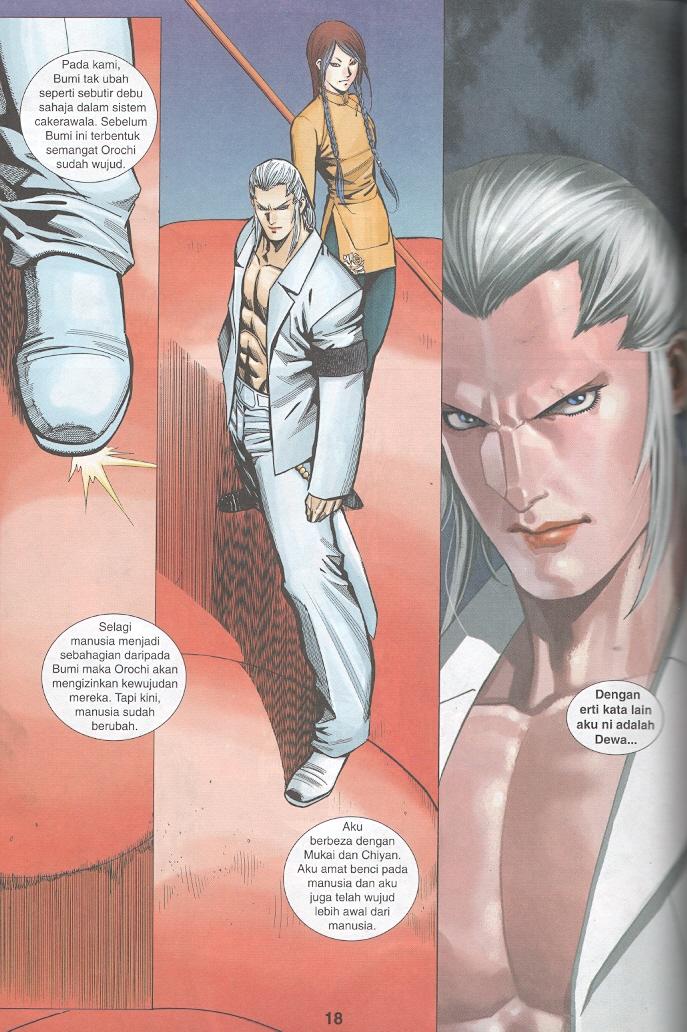 Pada kami,
Bumi tak ubah
seperti sebutir debu
sahaja dalam sistem
cakerawala. Sebelum
Bumi ini terbentuk
semangat Orochi
sudah wujud.
Selagi
manusia menjadi
sebahagian daripada
Bumi maka Orochi akan
mengizinkan kewujudan
mereka. Tapi kini,
manusia sudah
berubah.
Aku
berbeza dengan
Mukai dan Chiyan.
Aku amat benci pada
manusia dan aku
juga telah wujud
lebih awal dari
manusia.
Dengan
erti kata lain
aku ni adalah
Dewa...
18